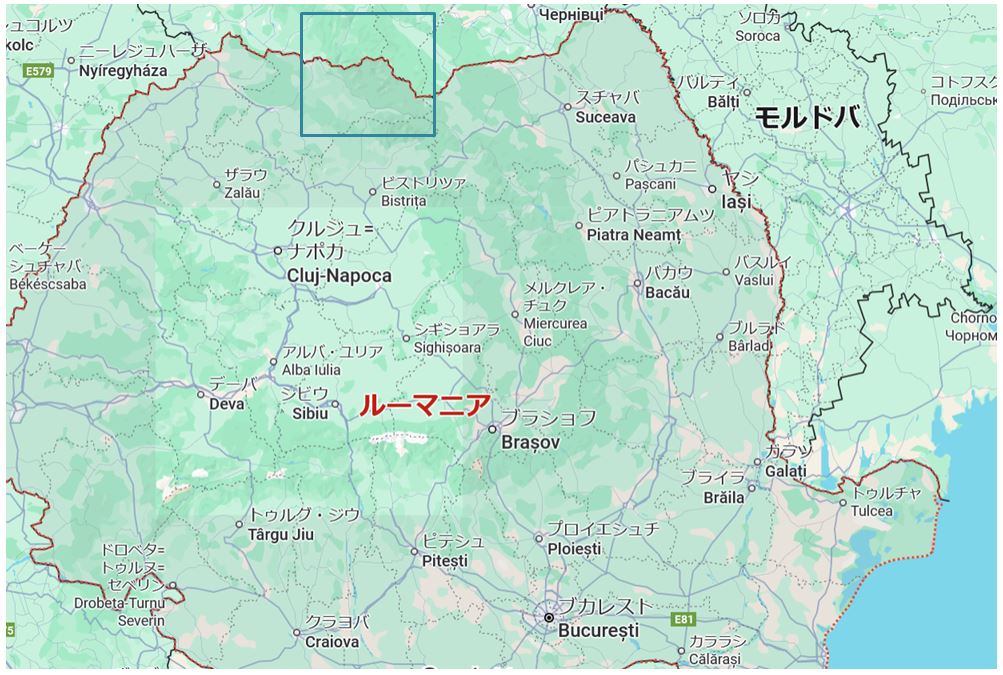 シュコルツ
kolc
ニーレジュハーザ
Nyíregyháza
E579
Чернівці
ソロカ
Soroca
コトフスク
Подільськ
バルティ
Bălți
モルドバ
スチャバ
Suceava
ザラウ
Zalău
ビストリツァ
Bistrița
パシュカニ
Pașcani
ヤシ
Iași
ピアトラニアムツ
Piatra Neamț
クルジュ=
ナポカ
Cluj-Napoca
ベーケー
シュチャバ
Békéscsaba
バカウ
Bacău
バスルイ
Vaslui
メルクレア・
チュク
Miercurea
Ciuc
シギショアラ
Sighișoara
ブルラド
Bârlad
Chorno
Чорном
アルバ・ユリア
Alba Iulia
デーバ
Deva
シビウ
Sibiu
ルーマニア
ブラショフ
Brașov
ガラツ
Galați
ブライラ
Brăila
トゥルチャ
Tulcea
トゥルグ・ジウ
Târgu Jiu
ピテシュ
Pitești
プロイエシュチ
Ploiești
ドロベタ=
トゥルヌ=
セベリン
Drobeta-Turnu
Severin
クラヨバ
Craiova
ブカレスト
București
E81
カララシ
Călărași